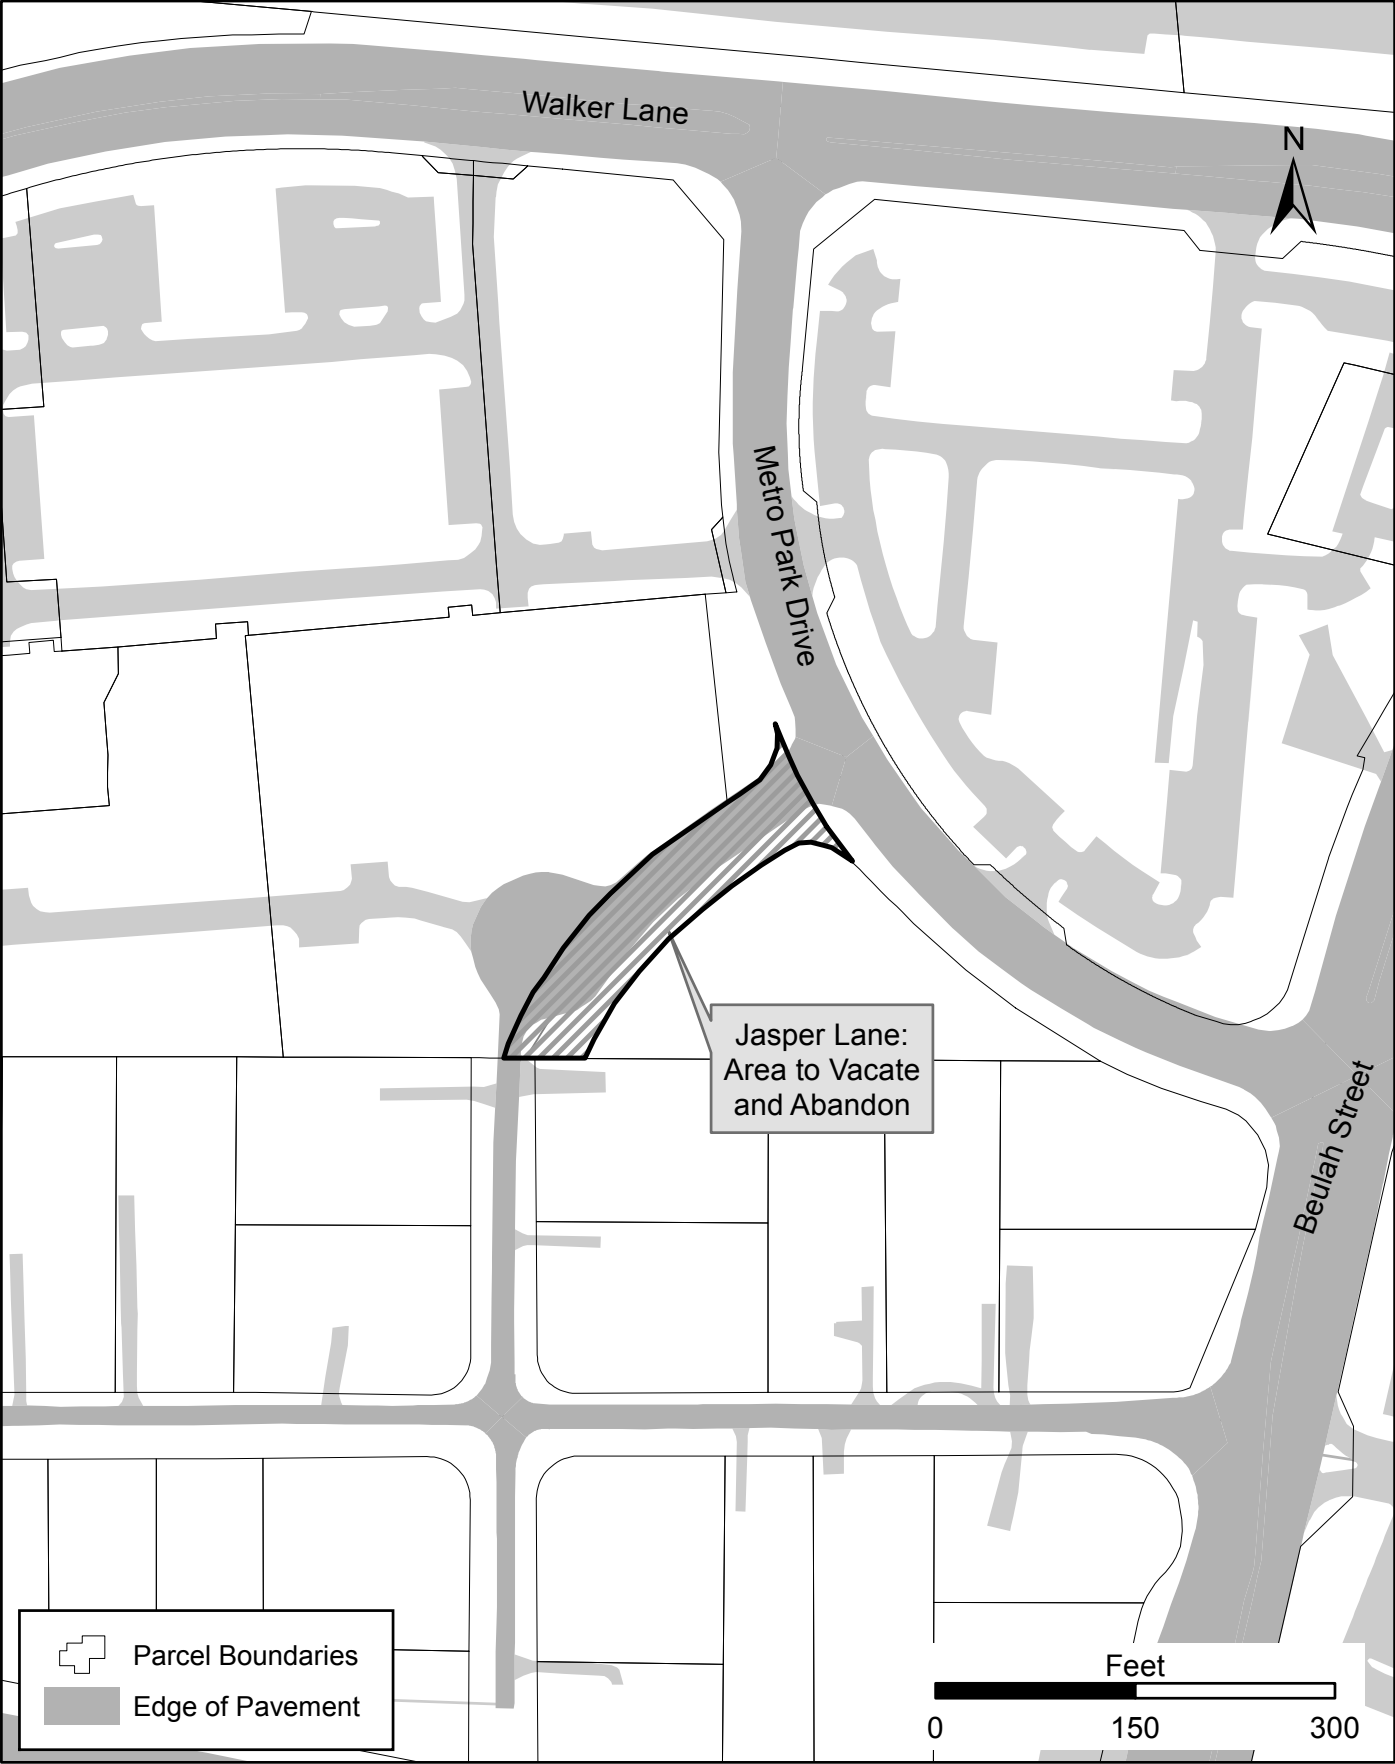 Walker Lane
N
Metro Park Drive
Jasper Lane:
Area to Vacate
and Abandon
Beulah Street
Parcel Boundaries
Edge of Pavement
Feet
0 150 300